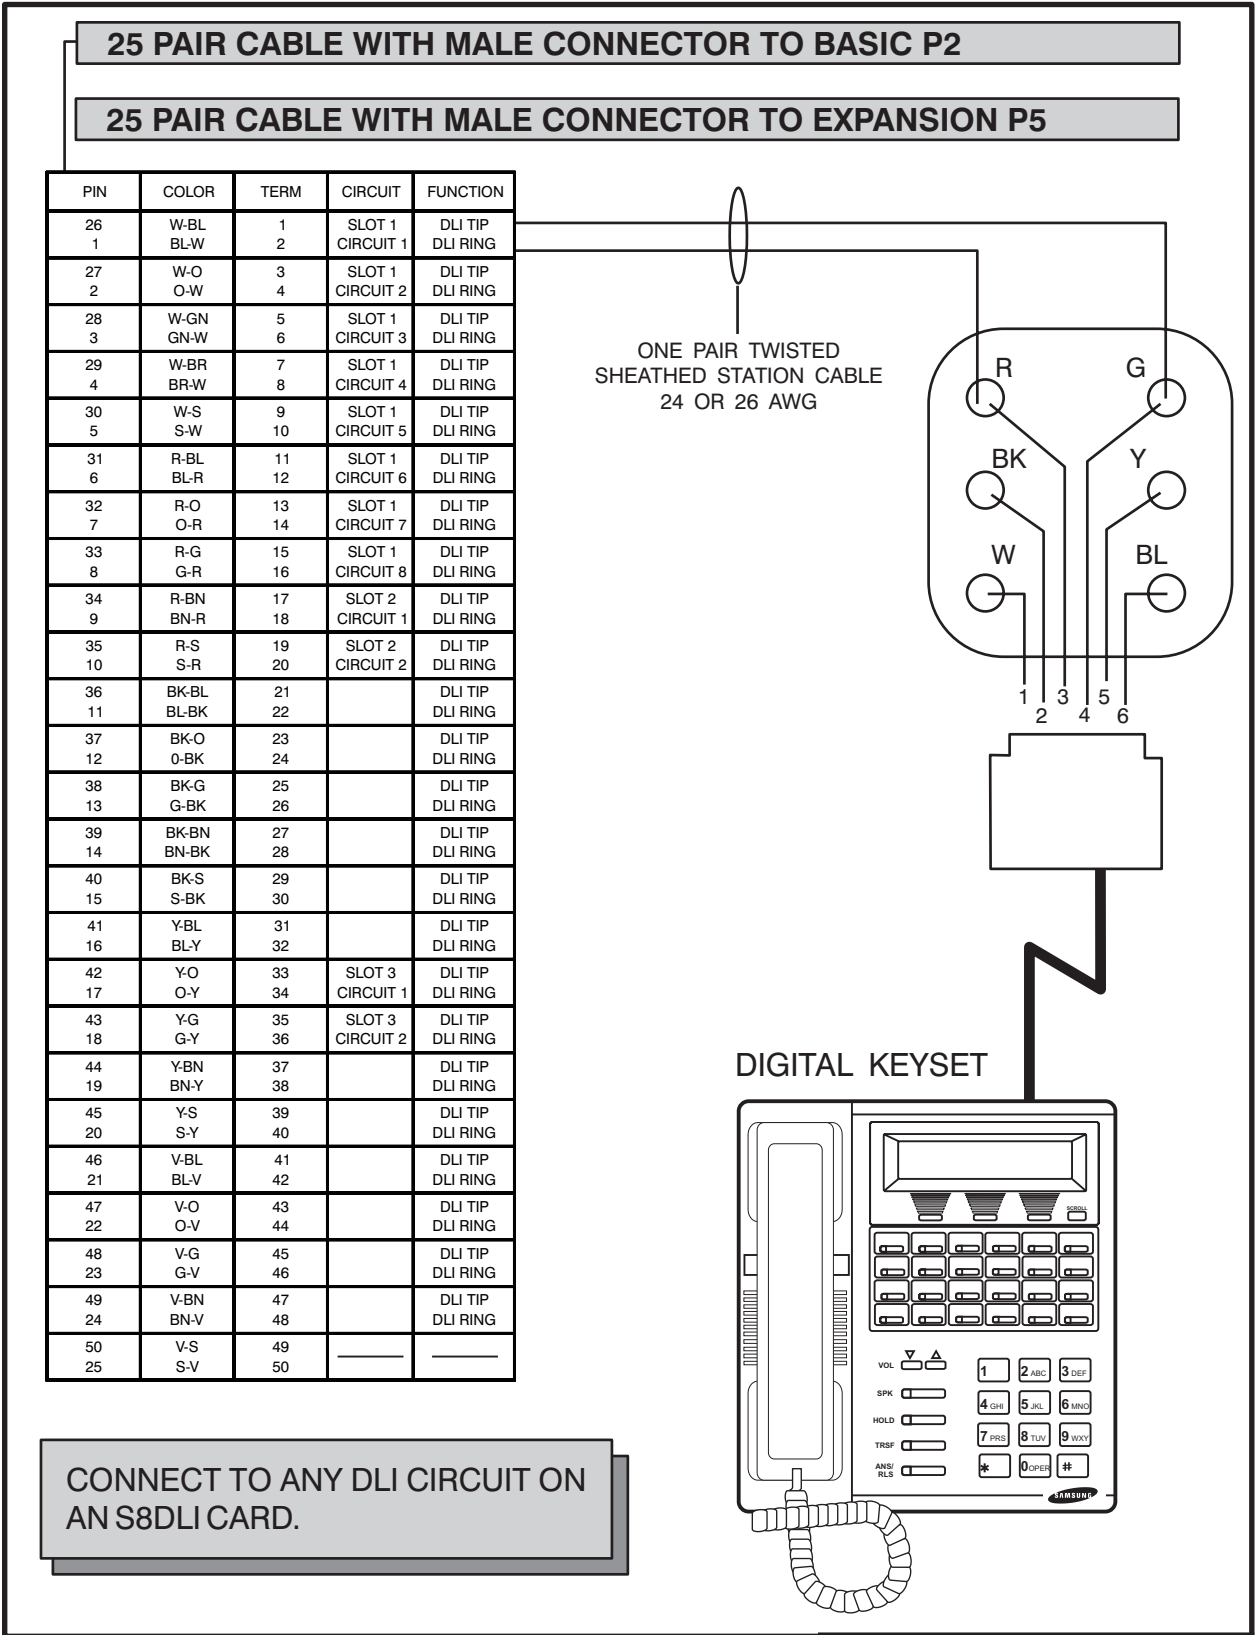 25 PAIR CABLE WITH MALE CONNECTOR TO BASIC P2
25 PAIR CABLE WITH MALE CONNECTOR TO EXPANSION P5
PIN COLOR TERM CIRCUIT FUNCTION
26 W-BL 1 SLOT 1 DLI TIP
1 BL-W 2 CIRCUIT 1 DLI RING
27 W-O 3 SLOT 1 DLI TIP
2 O-W 4 CIRCUIT 2 DLI RING
28 W-GN 5 SLOT 1 DLI TIP
3 GN-W 6 CIRCUIT 3 DLI RING
29 W-BR 7 SLOT 1 DLI TIP
4 BR-W 8 CIRCUIT 4 DLI RING
30 W-S 9 SLOT 1 DLI TIP
5 S-W 10 CIRCUIT 5 DLI RING
31 R-BL 11 SLOT 1 DLI TIP
6 BL-R 12 CIRCUIT 6 DLI RING
32 R-O 13 SLOT 1 DLI TIP
7 O-R 14 CIRCUIT 7 DLI RING
33 R-G 15 SLOT 1 DLI TIP
8 G-R 16 CIRCUIT 8 DLI RING
34 R-BN 17 SLOT 2 DLI TIP
9 BN-R 18 CIRCUIT 1 DLI RING
35 R-S 19 SLOT 2 DLI TIP
10 S-R 20 CIRCUIT 2 DLI RING
36 BK-BL 21 DLI TIP
11 BL-BK 22 DLI RING
37 BK-O 23 DLI TIP
12 0-BK 24 DLI RING
38 BK-G 25 DLI TIP
13 G-BK 26 DLI RING
39 BK-BN 27 DLI TIP
14 BN-BK 28 DLI RING
40 BK-S 29 DLI TIP
15 S-BK 30 DLI RING
41 Y-BL 31 DLI TIP
16 BL-Y 32 DLI RING
42 Y-O 33 SLOT 3 DLI TIP
17 O-Y 34 CIRCUIT 1 DLI RING
43 Y-G 35 SLOT 3 DLI TIP
18 G-Y 36 CIRCUIT 2 DLI RING
44 Y-BN 37 DLI TIP
19 BN-Y 38 DLI RING
45 Y-S 39 DLI TIP
20 S-Y 40 DLI RING
46 V-BL 41 DLI TIP
21 BL-V 42 DLI RING
47 V-O 43 DLI TIP
22 O-V 44 DLI RING
48 V-G 45 DLI TIP
23 G-V 46 DLI RING
49 V-BN 47 DLI TIP
24 BN-V 48 DLI RING
50 V-S 49
25 S-V 50
ONE PAIR TWISTED
SHEATHED STATION CABLE
24 OR 26 AWG
R G
BK Y
W BL
1 2 3 4 5 6
DIGITAL KEYSET
SCROLL
VOL
SPK
HOLD
TRSF
ANS/
RLS
1 2 ABC 3 DEF
4 GHI 5 JKL 6 MNO
7 PRS 8 TUV 9 WXY
* 0 OPER #
SAMSUNG
CONNECT TO ANY DLI CIRCUIT ON
AN S8DLI CARD.